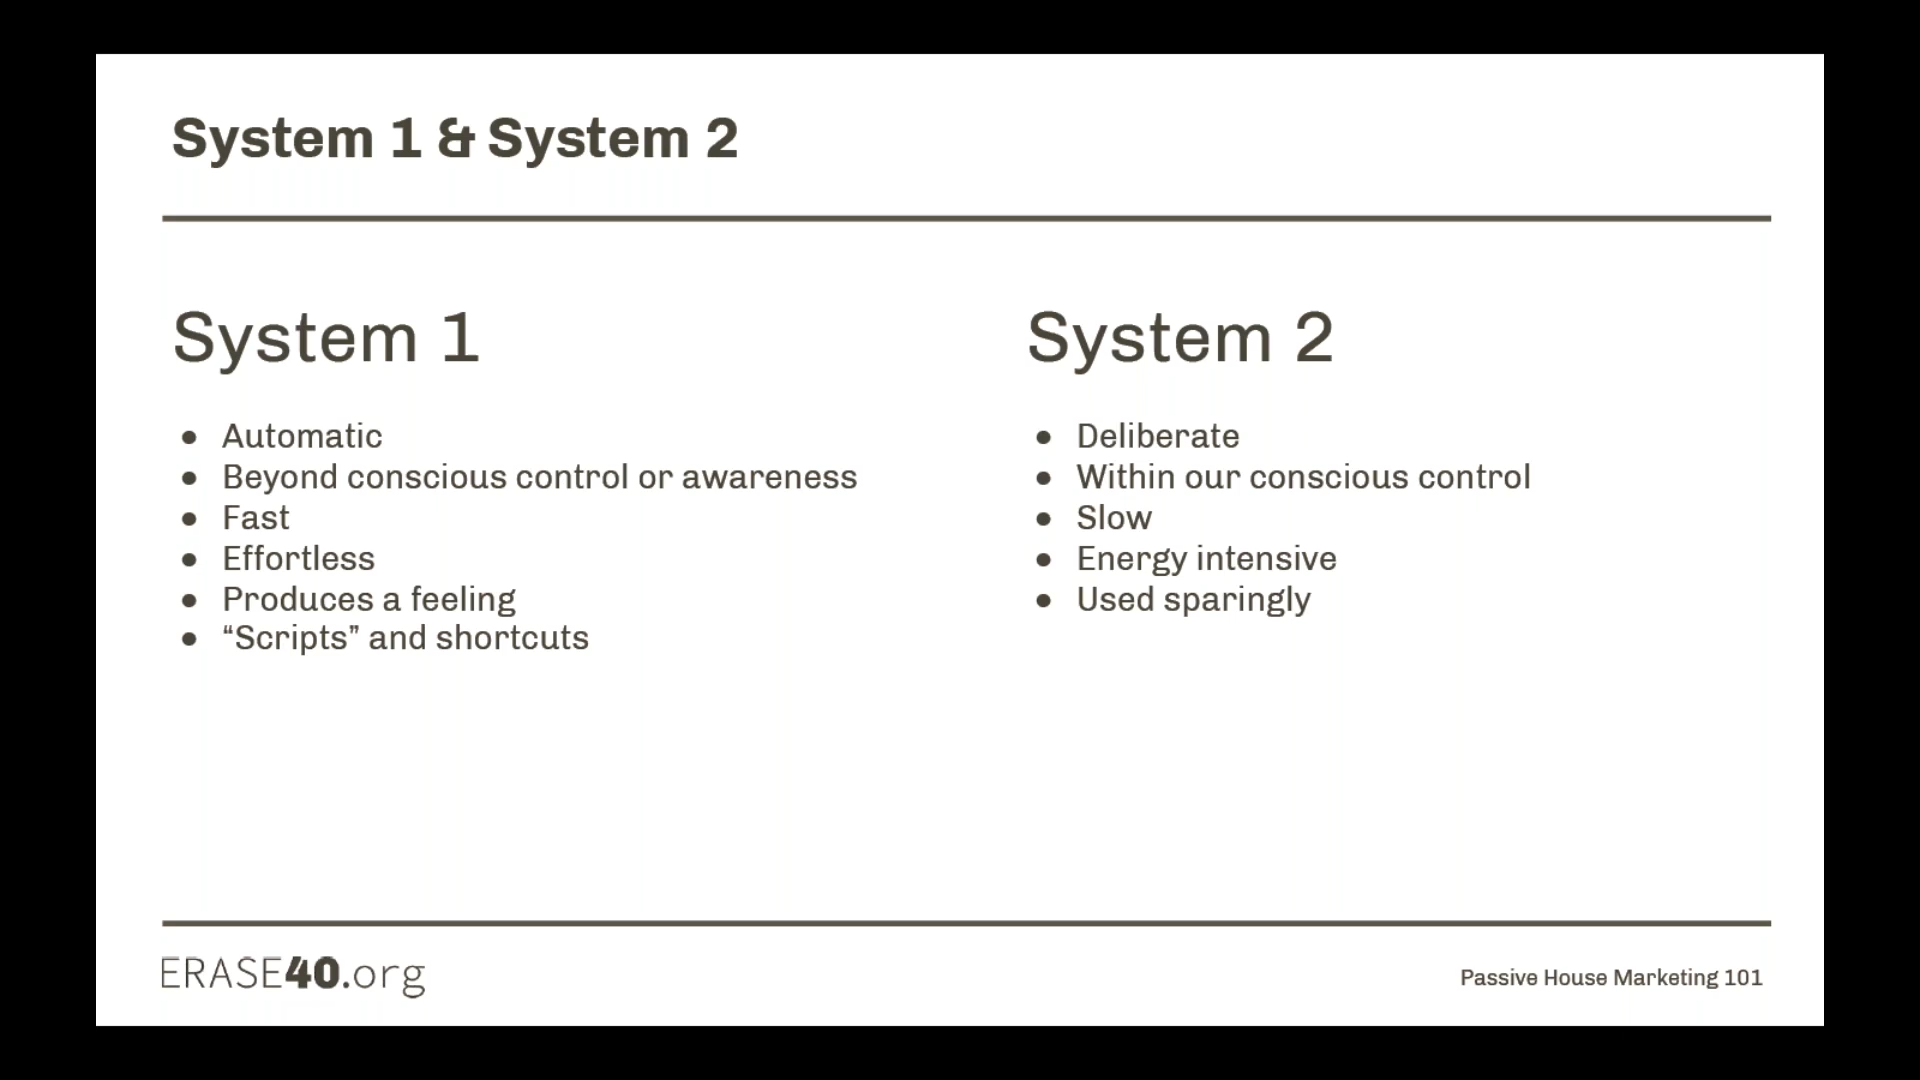 System 1 & System 2
System 1
● Automatic
● Beyond conscious control or awareness
● Fast
● Effortless
● Produces a feeling
● “Scripts” and shortcuts
System 2
● Deliberate
● Within our conscious control
● Slow
● Energy intensive
● Used sparingly
ERASE40.org
Passive House Marketing 101